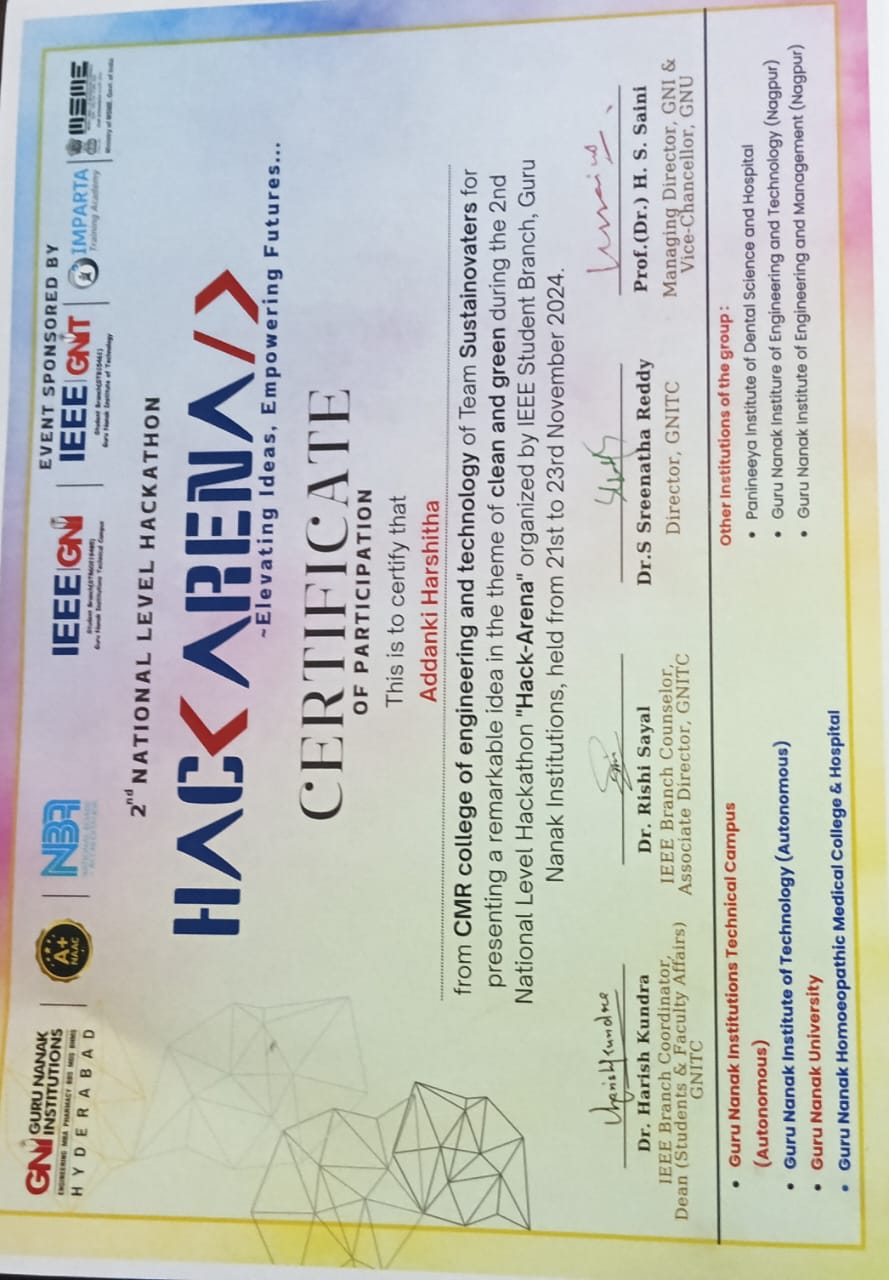 GNI GURU NANAK INSTITUTIONS
ENGINEERING MBA PHARMACY BDS MDS BHMS
HYDERABAD
A+
NAAC
NBA
NATIONAL BOARD
IEEE GNI
Guru Nanak Institutions Technical Campus
EVENT SPONSORED BY
IEEE GNIT
Guru Nanak Institute of Technology
IMPARTA
Training Academy
MSME
Ministry of MSME, Govt. of India
2nd NATIONAL LEVEL HACKATHON
HACK ARENA/>
~Elevating Ideas, Empowering Futures...
CERTIFICATE
OF PARTICIPATION
This is to certify that
Addanki Harshitha
from CMR college of engineering and technology of Team Sustainovaters for
presenting a remarkable idea in the theme of clean and green during the 2nd
National Level Hackathon "Hack-Arena" organized by IEEE Student Branch, Guru
Nanak Institutions, held from 21st to 23rd November 2024.
Dr. Harish Kundra
IEEE Branch Coordinator,
Dean (Students & Faculty Affairs)
GNITC
Dr. Rishi Sayal
IEEE Branch Counselor,
Associate Director, GNITC
Dr.S Sreenatha Reddy
Director, GNITC
Prof.(Dr.) H. S. Saini
Managing Director, GNI &
Vice-Chancellor, GNU
• Guru Nanak Institutions Technical Campus
(Autonomous)
• Guru Nanak Institute of Technology (Autonomous)
• Guru Nanak University
• Guru Nanak Homoeopathic Medical College & Hospital
Other Institutions of the group :
• Panineeya Institute of Dental Science and Hospital
• Guru Nanak Institure of Engineering and Technology (Nagpur)
• Guru Nanak Institute of Engineering and Management (Nagpur)